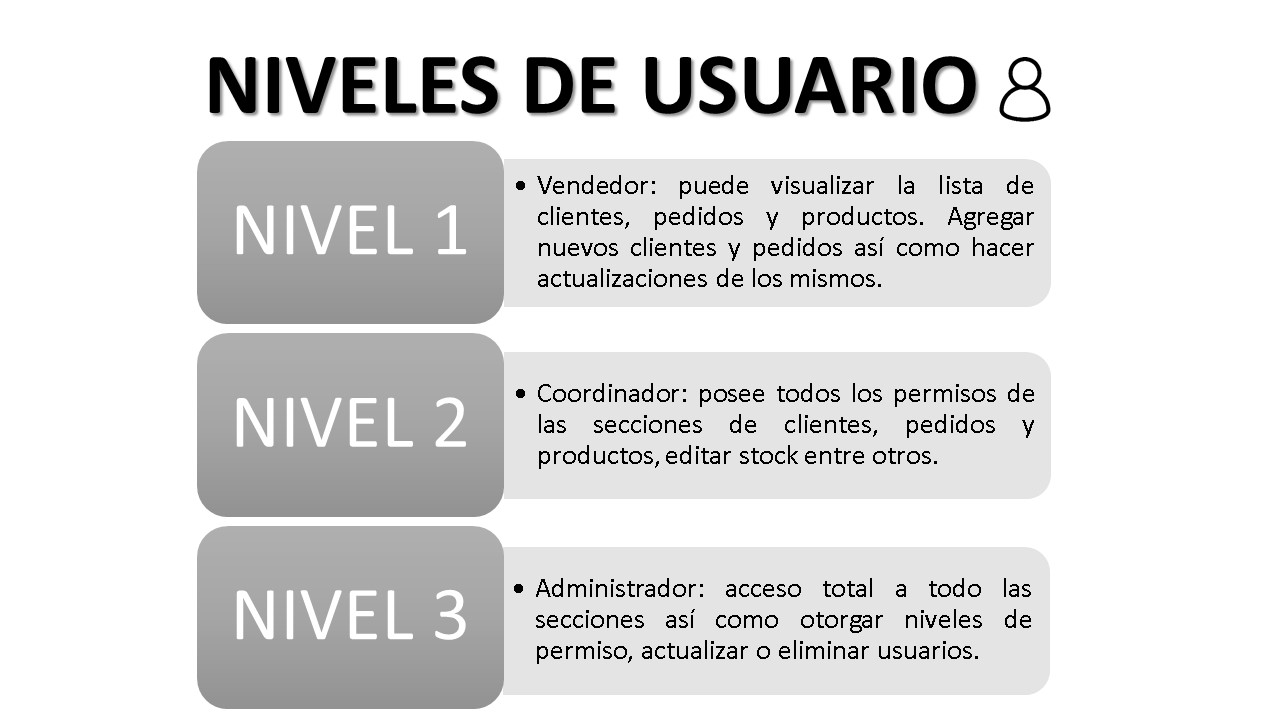 NIVELES DE USUARIO
NIVEL 1
• Vendedor: puede visualizar la lista de
clientes, pedidos y productos. Agregar
nuevos clientes y pedidos así como hacer
actualizaciones de los mismos.
NIVEL 2
• Coordinador: posee todos los permisos de
las secciones de clientes, pedidos y
productos, editar stock entre otros.
NIVEL 3
• Administrador: acceso total a todo las
secciones así como otorgar niveles de
permiso, actualizar o eliminar usuarios.